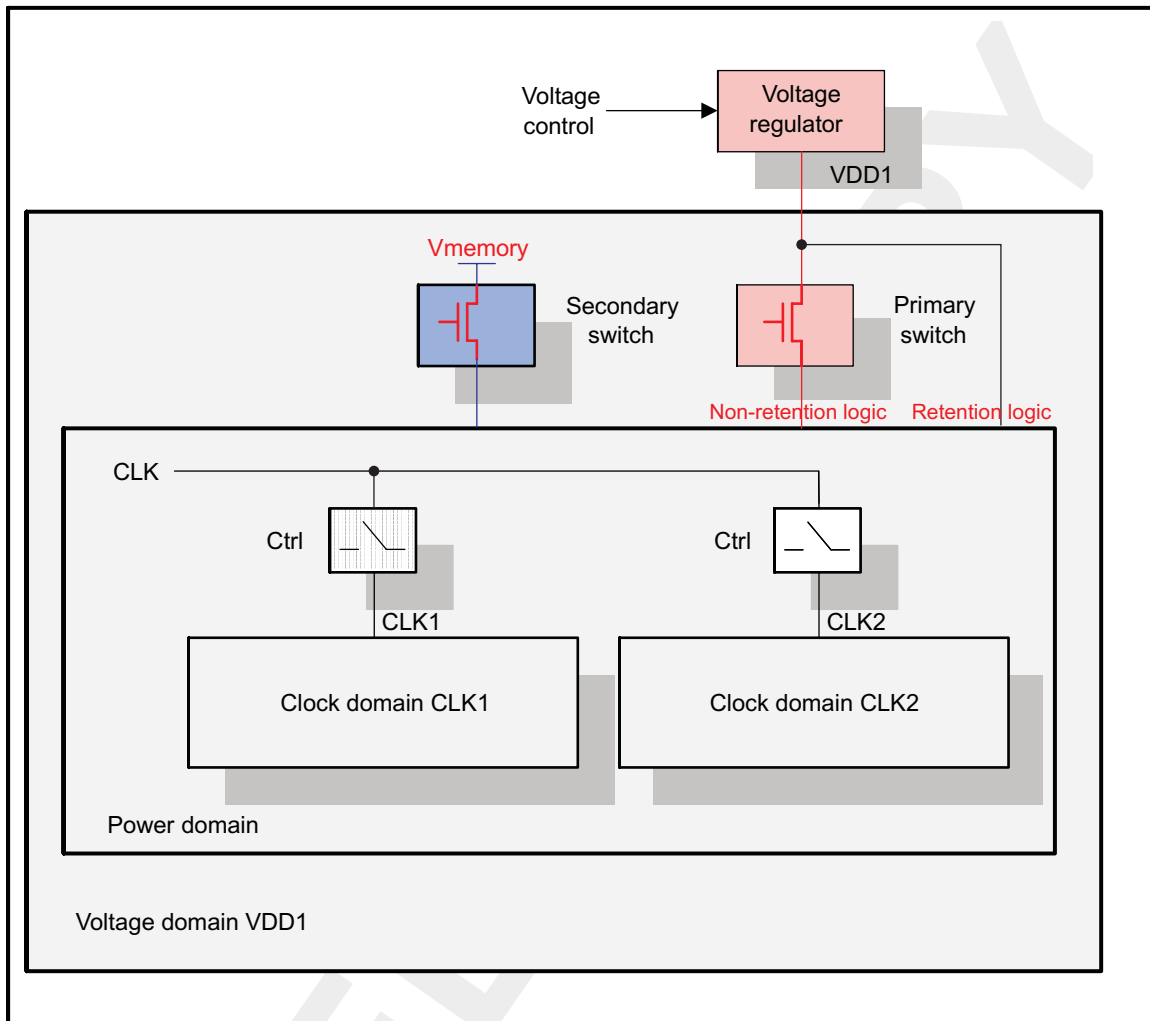 Voltage
control
Voltage
regulator
VDD1
Vmemory
Secondary
switch
Primary
switch
Non-retention logic
Retention logic
CLK
Ctrl
Ctrl
CLK1
CLK2
Clock domain CLK1
Clock domain CLK2
Power domain
Voltage domain VDD1